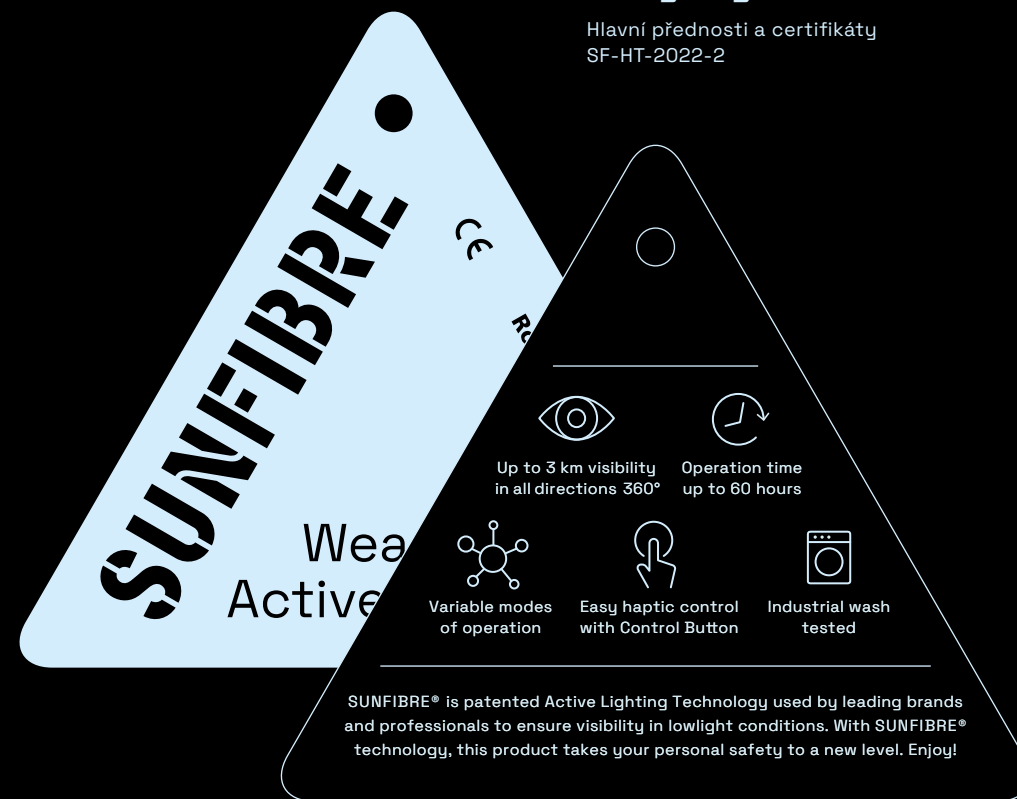 Hlavní přednosti a certifikáty
SF-HT-2022-2
SUNFIBRE
CE
Up to 3 km visibility
in all directions 360°
Operation time
up to 60 hours
Variable modes
of operation
Easy haptic control
with Control Button
Industrial wash
tested
Active
SUNFIBRE® is patented Active Lighting Technology used by leading brands
and professionals to ensure visibility in lowlight conditions. With SUNFIBRE®
technology, this product takes your personal safety to a new level. Enjoy!